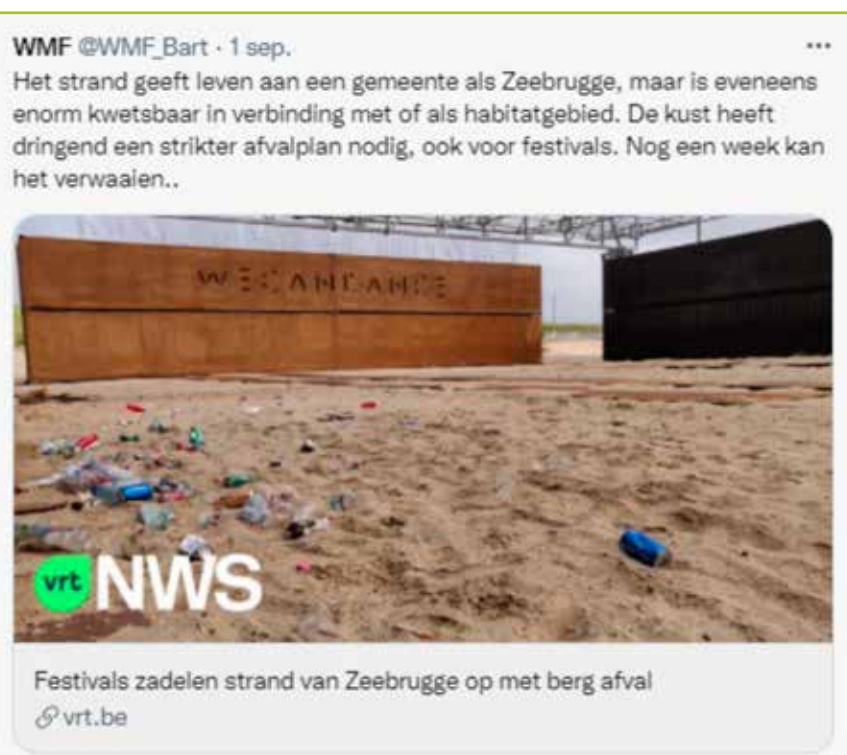 WMF @WMF_Bart · 1 sep.
Het strand geeft leven aan een gemeente als Zeebrugge, maar is eveneens
enorm kwetsbaar in verbinding met of als habitatgebied. De kust heeft
dringend een strikter afvalplan nodig, ook voor festivals. Nog een week kan
het verwaaien..
WECANDANCE
vrt NWS
Festivals zadelen strand van Zeebrugge op met berg afval
vrt.be